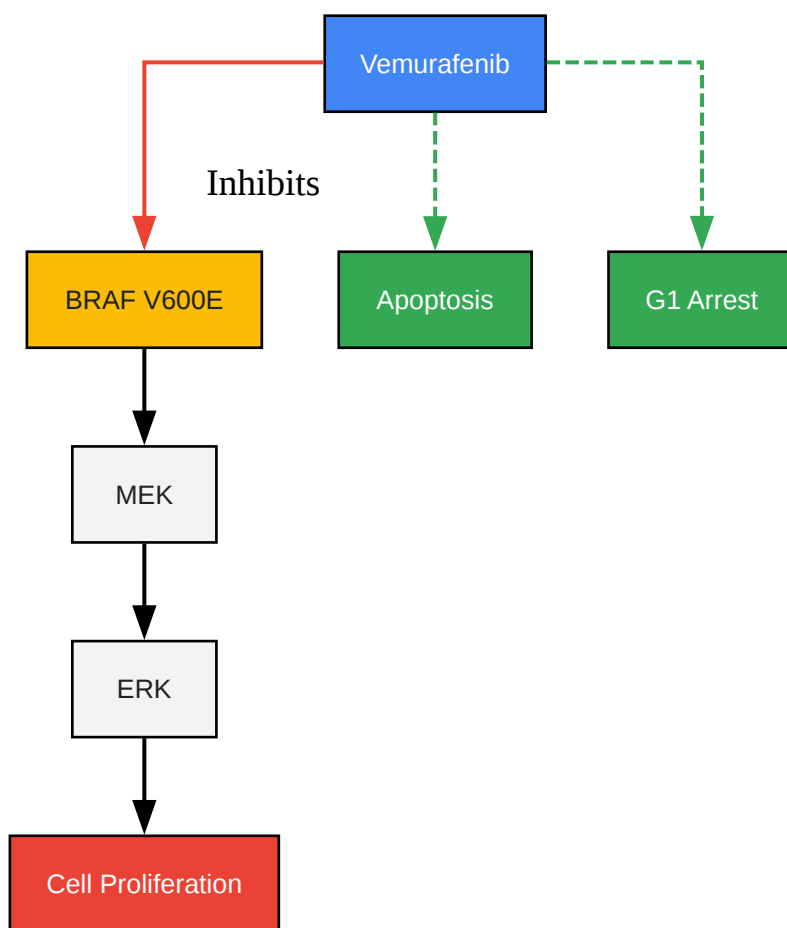 Vemurafenib
Inhibits
BRAF V600E
Apoptosis
G1 Arrest
MEK
ERK
Cell Proliferation